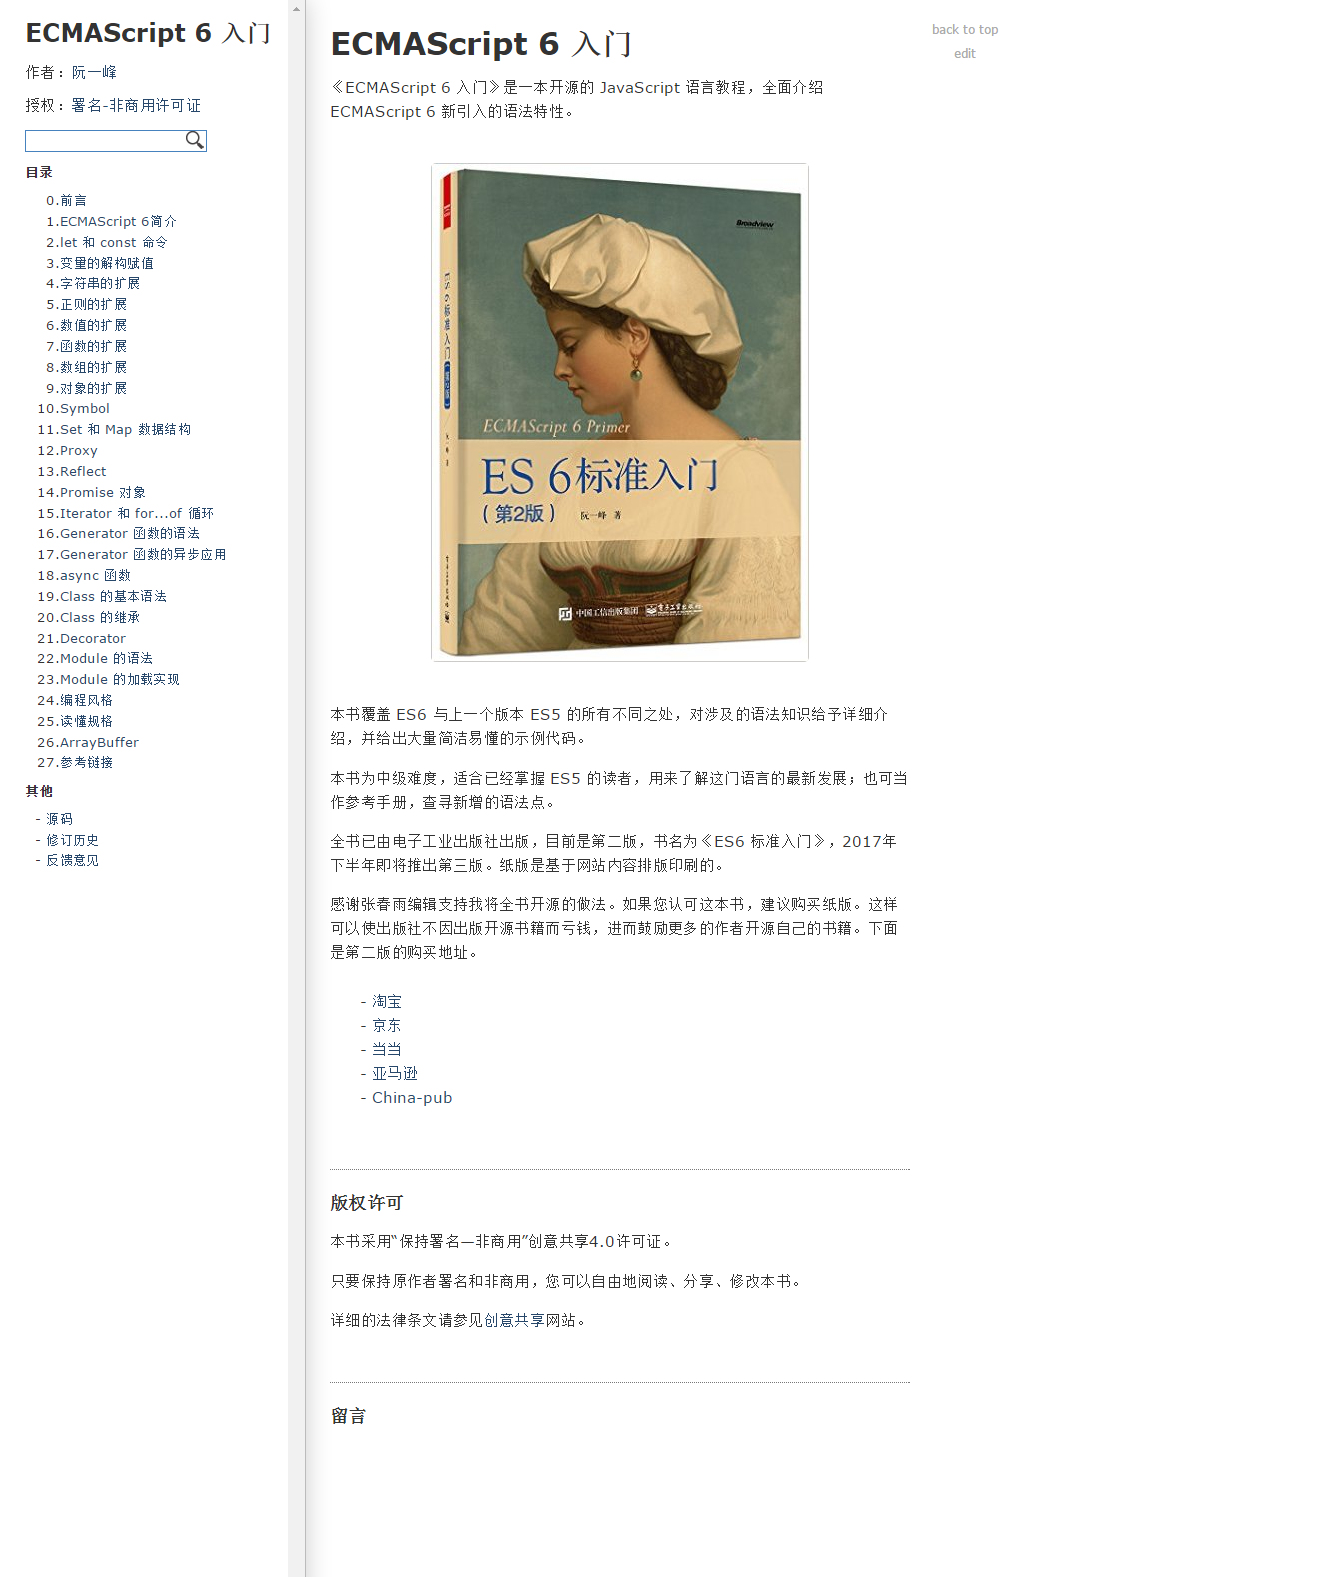 ECMAScript 6 入门
作者：阮一峰
授权：署名-非商用许可证
目录
0.前言
1.ECMAScript 6简介
2.let 和 const 命令
3.变量的解构赋值
4.字符串的扩展
5.正则的扩展
6.数值的扩展
7.函数的扩展
8.数组的扩展
9.对象的扩展
10.Symbol
11.Set 和 Map 数据结构
12.Proxy
13.Reflect
14.Promise 对象
15.Iterator 和 for...of 循环
16.Generator 函数的语法
17.Generator 函数的异步应用
18.async 函数
19.Class 的基本语法
20.Class 的继承
21.Decorator
22.Module 的语法
23.Module 的加载实现
24.编程风格
25.读懂规格
26.ArrayBuffer
27.参考链接
其他
- 源码
- 修订历史
- 反馈意见
ECMAScript 6 入门
《ECMAScript 6 入门》是一本开源的 JavaScript 语言教程，全面介绍
ECMAScript 6 新引入的语法特性。
Broadview
ES 6标准入门（第2版）
阮一峰 著
ECMAScript 6 Primer
ES 6标准入门
（第2版）
阮一峰 著
中国工信出版集团
电子工业出版社
电子工业出版社
本书覆盖 ES6 与上一个版本 ES5 的所有不同之处，对涉及的语法知识给予详细介
绍，并给出大量简洁易懂的示例代码。
本书为中级难度，适合已经掌握 ES5 的读者，用来了解这门语言的最新发展；也可当
作参考手册，查寻新增的语法点。
全书已由电子工业出版社出版，目前是第二版，书名为《ES6 标准入门》，2017年
下半年即将推出第三版。纸版是基于网站内容排版印刷的。
感谢张春雨编辑支持我将全书开源的做法。如果您认可这本书，建议购买纸版。这样
可以使出版社不因出版开源书籍而亏钱，进而鼓励更多的作者开源自己的书籍。下面
是第二版的购买地址。
- 淘宝
- 京东
- 当当
- 亚马逊
- China-pub
版权许可
本书采用“保持署名—非商用”创意共享4.0许可证。
只要保持原作者署名和非商用，您可以自由地阅读、分享、修改本书。
详细的法律条文请参见创意共享网站。
留言
back to top
edit